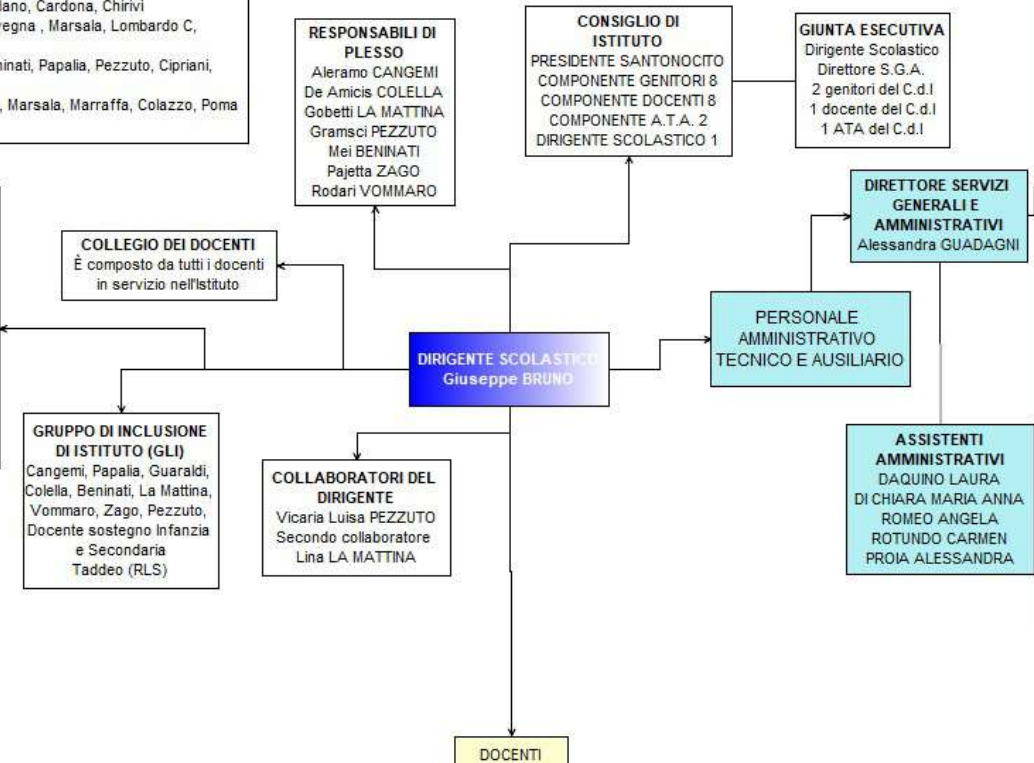 Cardona, Chirivi
Marsala, Lombardo C,
Papalia, Pezzuto, Cipriani,
, Marsala, Marraffa, Colazzo, Poma
RESPONSABILI DI
PLESSO
Aleramo CANGEMI
De Amicis COLELLA
Gobetti LA MATTINA
Gramsci PEZZUTO
Mei BENINATI
Pajetta ZAGO
Rodari VOMMARO
CONSIGLIO DI
ISTITUTO
PRESIDENTE SANTONOCITO
COMPONENTE GENITORI 8
COMPONENTE DOCENTI 8
COMPONENTE A.T.A. 2
DIRIGENTE SCOLASTICO 1
GIUNTA ESECUTIVA
Dirigente Scolastico
Direttore S.G.A.
2 genitori del C.d.I
1 docente del C.d.I
1 ATA del C.d.I
DIRETTORE SERVIZI
GENERALI E
AMMINISTRATIVI
Alessandra GUADAGNI
COLLEGIO DEI DOCENTI
È composto da tutti i docenti
in servizio nell'Istituto
PERSONALE
AMMINISTRATIVO
TECNICO E AUSILIARIO
DIRIGENTE SCOLASTICO
Giuseppe BRUNO
GRUPPO DI INCLUSIONE
DI ISTITUTO (GLI)
Cangemi, Papalia, Guaraldi,
Colella, Beninati, La Mattina,
Vommaro, Zago, Pezzuto,
Docente sostegno Infanzia
e Secondaria
Taddeo (RLS)
COLLABORATORI DEL
DIRIGENTE
Vicaria Luisa PEZZUTO
Secondo collaboratore
Lina LA MATTINA
ASSISTENTI
AMMINISTRATIVI
DAQUINO LAURA
DI CHIARA MARIA ANNA
ROMEO ANGELA
ROTUNDO CARMEN
PROIA ALESSANDRA
DOCENTI